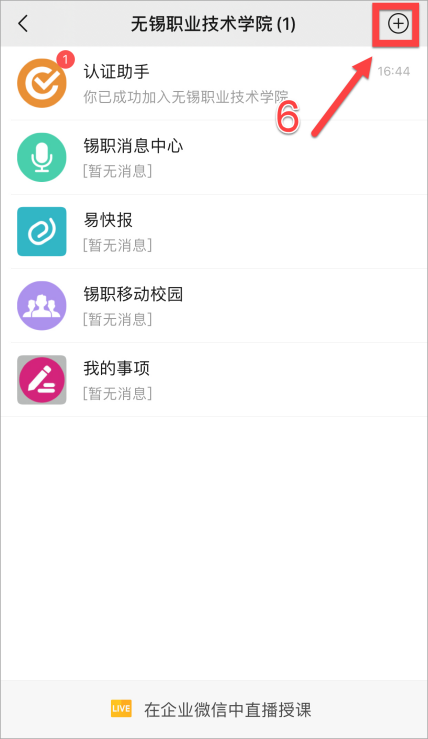 无锡职业技术学院(1)
1
认证助手
16:44
你已成功加入无锡职业技术学院
6
锡职消息中心
[暂无消息]
易快报
[暂无消息]
锡职移动校园
[暂无消息]
我的事项
[暂无消息]
LIVE
在企业微信中直播授课